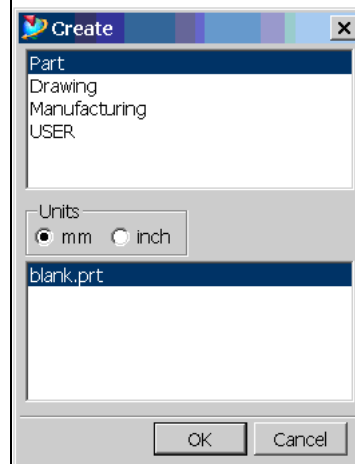 Create
Part
Drawing
Manufacturing
USER
Units
mm inch
blank.prt
OK Cancel